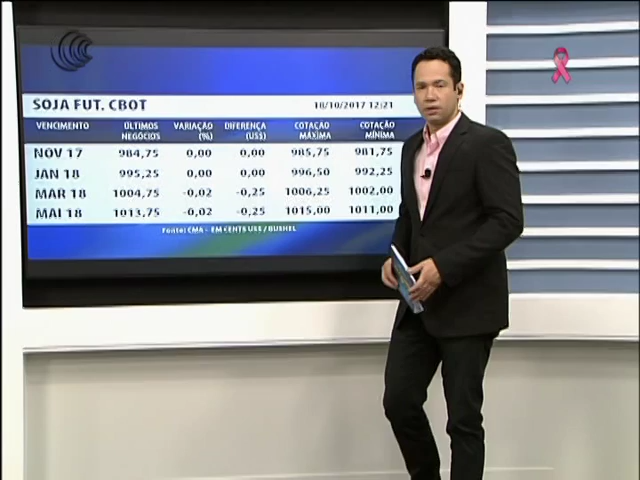 SOJA FUT. CBOT 18/10/2017 12:21
VENCIMENTO ÚLTIMOS NEGÓCIOS VARIAÇÃO (%) DIFERENÇA (US$) COTAÇÃO MÁXIMA COTAÇÃO MÍNIMA
NOV 17 984,75 0,00 0,00 985,75 981,75
JAN 18 995,25 0,00 0,00 996,50 992,25
MAR 18 1004,75 -0,02 -0,25 1006,25 1002,00
MAI 18 1013,75 -0,02 -0,25 1015,00 1011,00
Fonte: CMA - EM CENTS US$ / BUSHEL